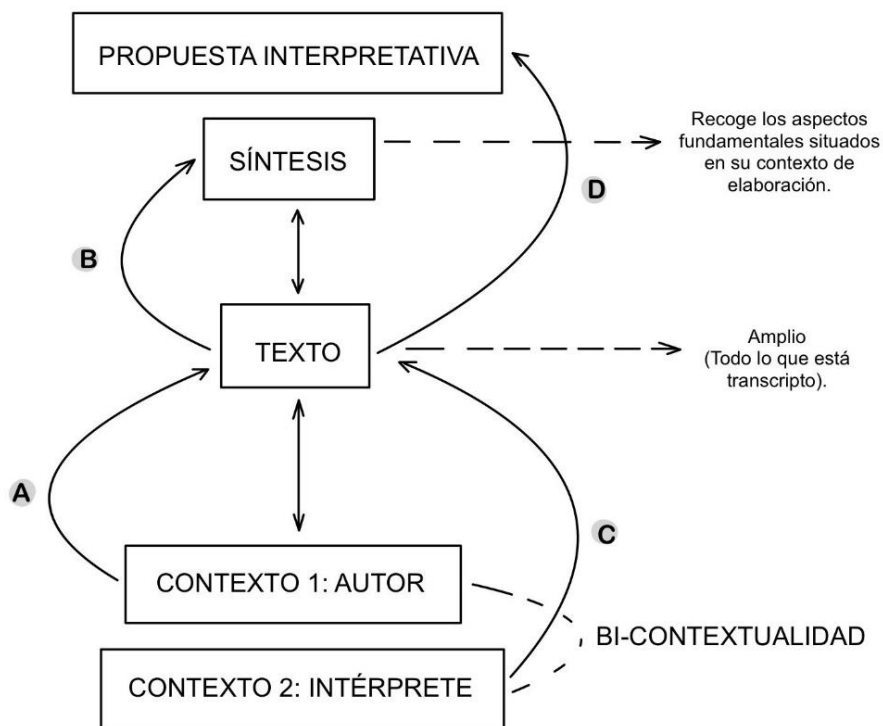 PROPUESTA INTERPRETATIVA
SÍNTESIS
Recoge los aspectos
fundamentales situados
en su contexto de
elaboración.
D
B
TEXTO
Amplio
(Todo lo que está
transcripto).
A
C
CONTEXTO 1: AUTOR
BI-CONTEXTUALIDAD
CONTEXTO 2: INTÉRPRETE